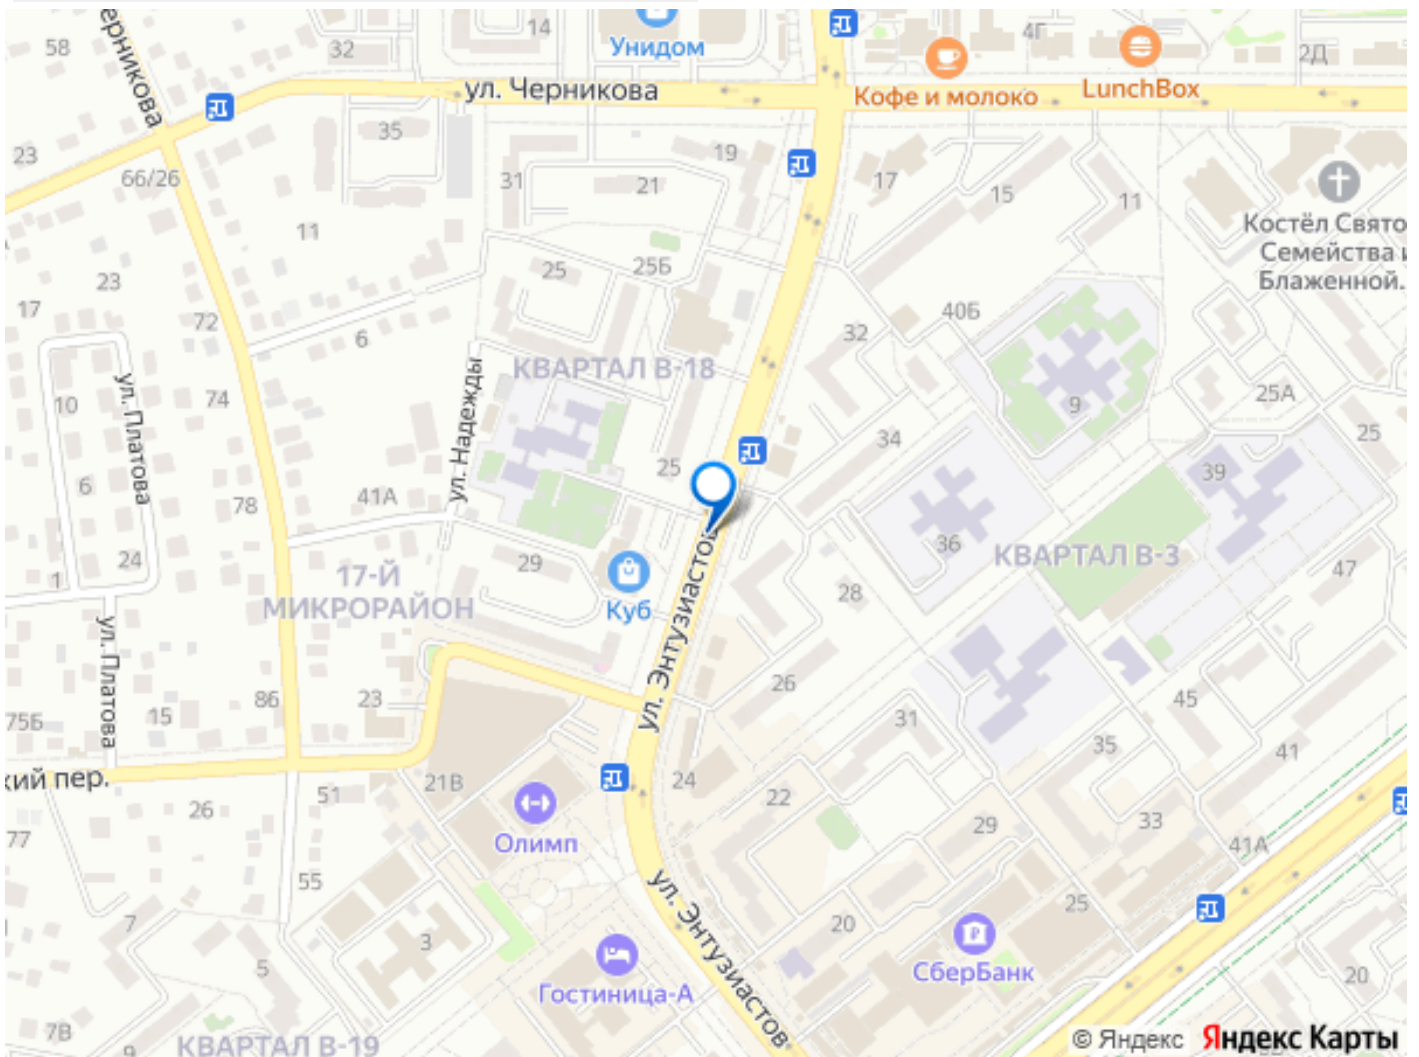 58
32
14
Унидом
4Г
2Д
ерникова
ул. Черникова
Кофе и молоко
LunchBox
23
66/26
35
31
19
21
17
15
11
Костёл Свято
Семейства и
Блаженной.
11
23
17
72
6
25
25Б
32
40Б
КВАРТАЛ В-18
ул. Надежды
ул. Платова
10
74
9
25А
25
6
41А
78
25
34
39
24
1
17-Й
МИКРОРАЙОН
29
Куб
36
КВАРТАЛ В-3
47
28
ул. Энтузиастов
ул. Платова
75Б
15
86
23
26
31
45
35
41
кий пер.
21В
24
22
26
51
Олимп
29
33
41А
77
55
ул. Энтузиастов
7
3
5
20
25
СберБанк
Гостиница-А
20
7В
9
КВАРТАЛ В-19
© Яндекс Яндекс Карты